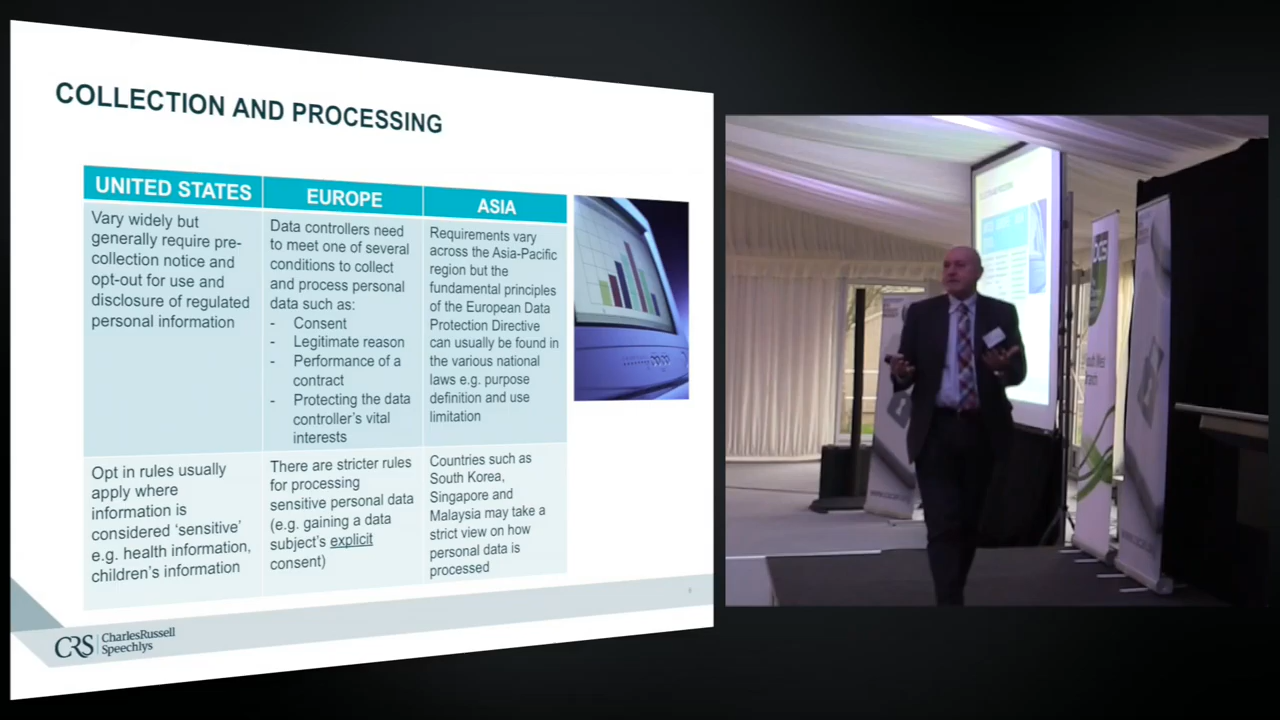 COLLECTION AND PROCESSING
UNITED STATES
EUROPE
ASIA
Vary widely but
generally require pre-
collection notice and
opt-out for use and
disclosure of regulated
personal information
Data controllers need
to meet one of several
conditions to collect
and process personal
data such as:
- Consent
- Legitimate reason
- Performance of a
contract
- Protecting the data
controller's vital
interests
Requirements vary
across the Asia-Pacific
region but the
fundamental principles
of the European Data
Protection Directive
can usually be found in
the various national
laws e.g. purpose
definition and use
limitation
Opt in rules usually
apply where
information is
considered 'sensitive'
e.g. health information,
children's information
There are stricter rules
for processing
sensitive personal data
(e.g. gaining a data
subject's explicit
consent)
Countries such as
South Korea,
Singapore and
Malaysia may take a
strict view on how
personal data is
processed
CRS
CharlesRussell
Speechlys
COLLECTION AND PROCESSING
South West